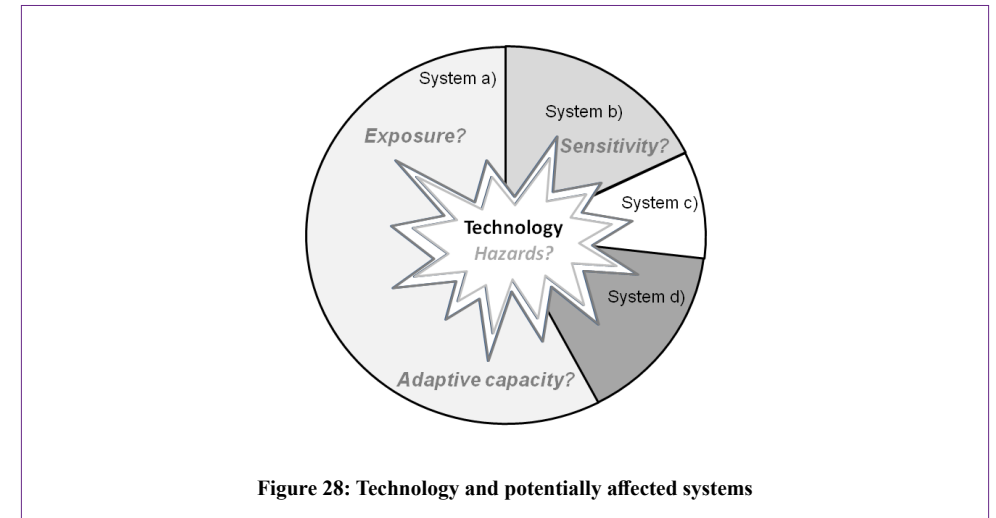 System a)
System b)
Exposure?
Sensitivity?
System c)
Technology
Hazards?
System d)
Adaptive capacity?
Figure 28: Technology and potentially affected systems